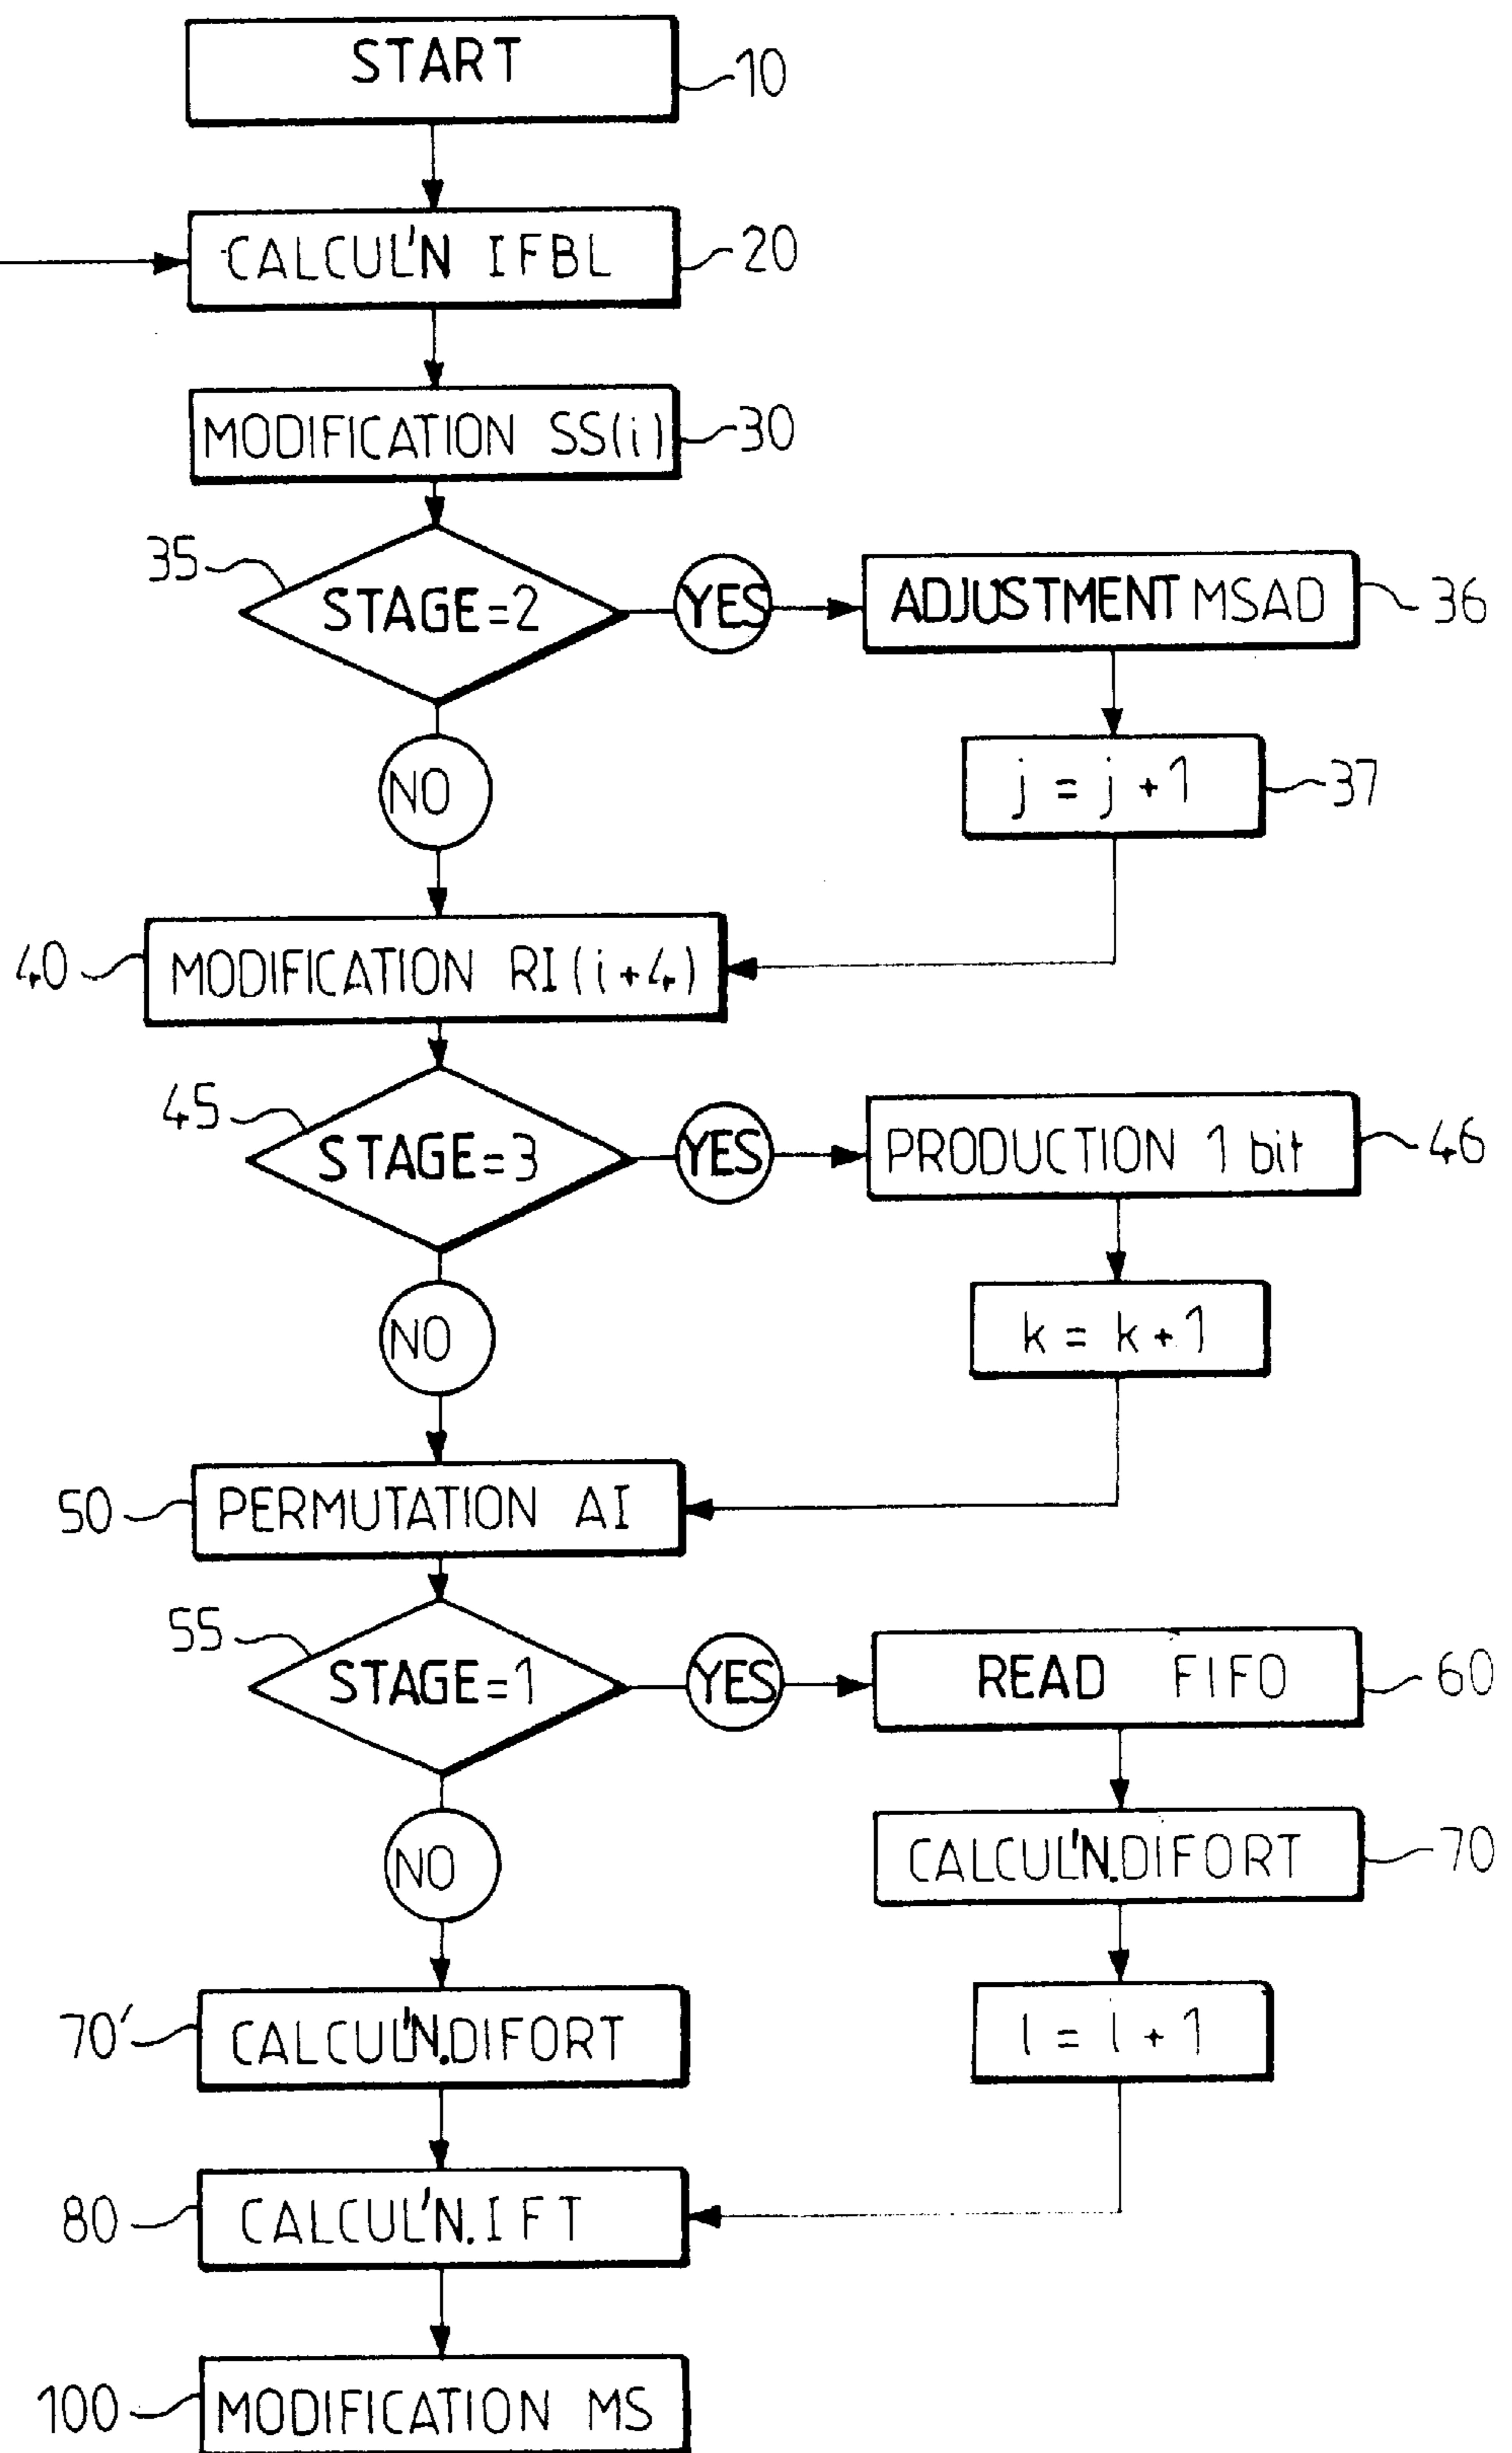 START
10
CALCUL'N IFBL
20
MODIFICATION SS(i)
30
35
STAGE=2
YES
ADJUSTMENT MSAD
36
NO
j = j+1
37
40
MODIFICATION RI(i+4)
45
STAGE=3
YES
PRODUCTION 1 bit
46
NO
k = k+1
50
PERMUTATION AI
55
STAGE=1
YES
READ FIFO
60
NO
CALCUL'N.DIFORT
70
70'
CALCUL'N.DIFORT
l = l+1
80
CALCUL'N.IFT
100
MODIFICATION MS